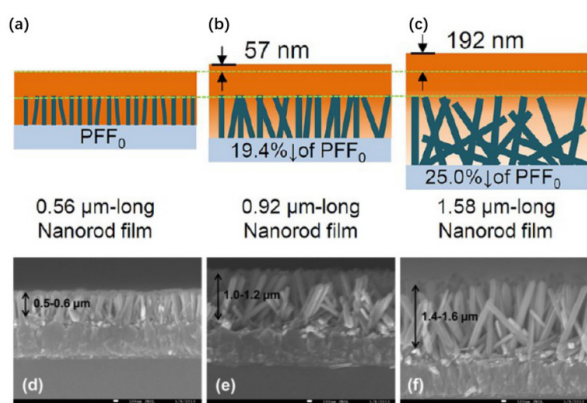 (a)
(b)
(c)
57 nm
192 nm
PFF₀
19.4%↓of PFF₀
25.0%↓of PFF₀
0.56 μm-long
Nanorod film
0.92 μm-long
Nanorod film
1.58 μm-long
Nanorod film
0.5-0.6 μm
1.0-1.2 μm
1.4-1.6 μm
(d)
(e)
(f)